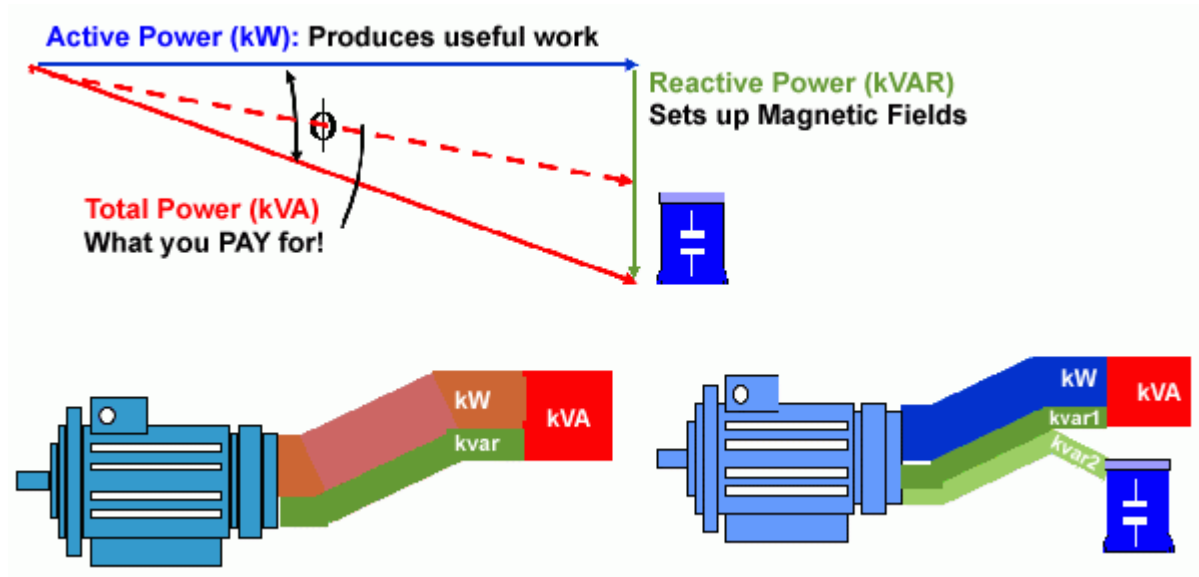 Active Power (kW): Produces useful work
Reactive Power (kVAR)
Sets up Magnetic Fields
ϕ
Total Power (kVA)
What you PAY for!
kW
kVA
kvar
kW
kVA
kvar1
kvar2